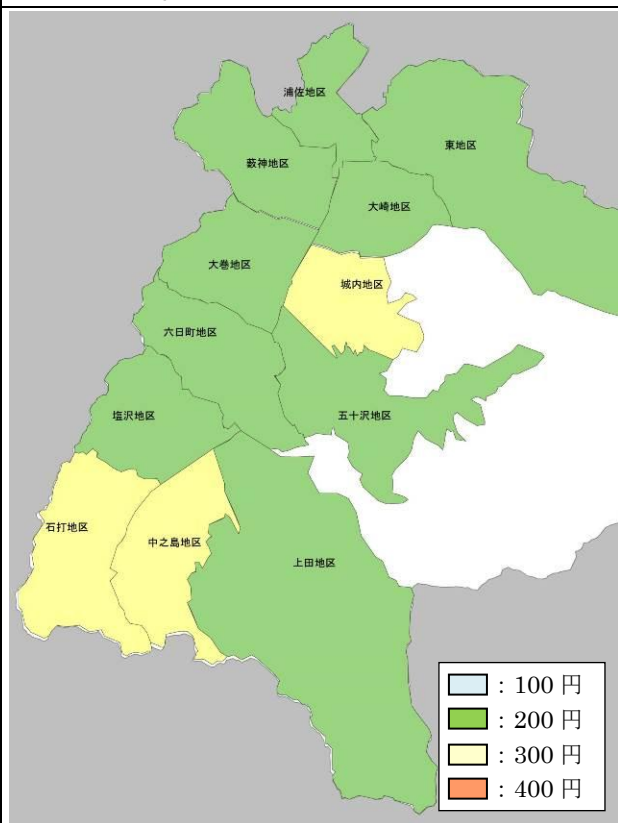 浦佐地区
東地区
薮神地区
大崎地区
大巻地区
城内地区
六日町地区
塩沢地区
五十沢地区
石打地区
中之島地区
上田地区
：100 円
：200 円
：300 円
：400 円